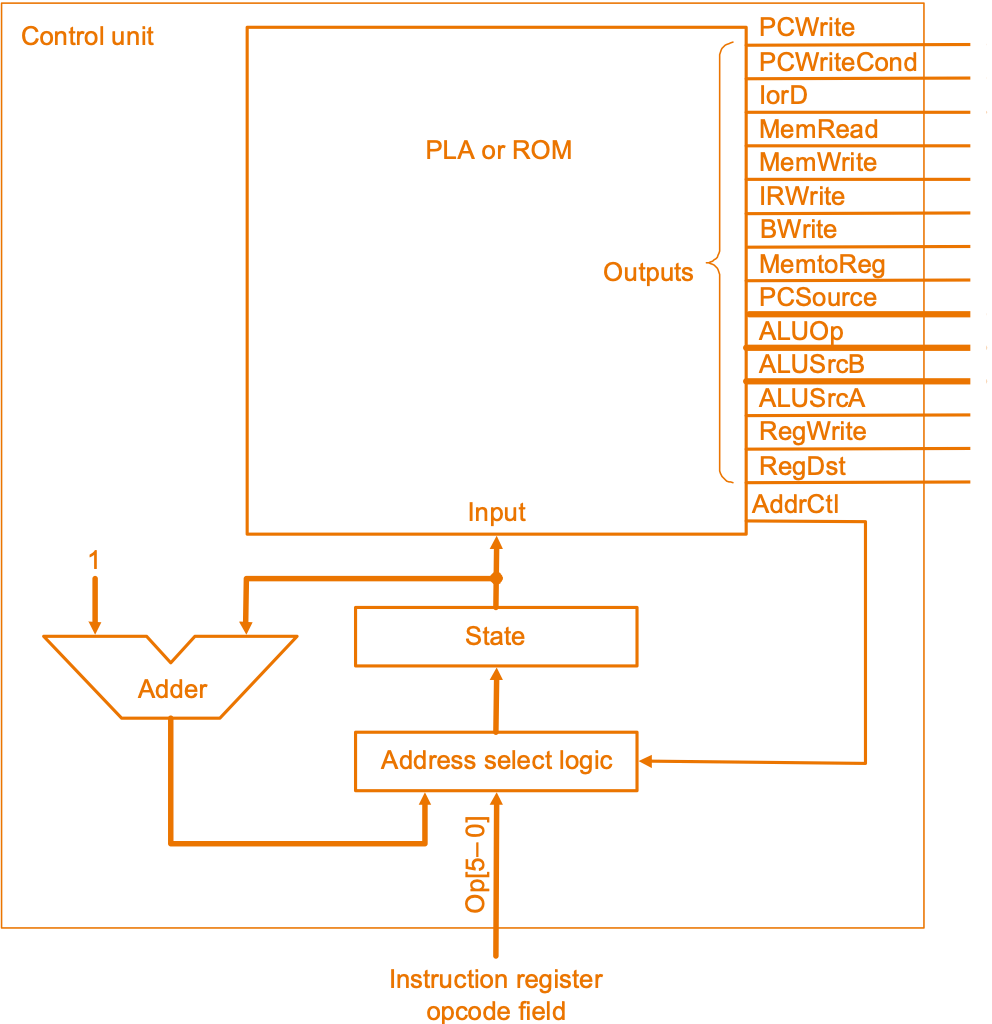 Control unit
PCWrite
PCWriteCond
IorD
MemRead
PLA or ROM
MemWrite
IRWrite
BWrite
Outputs
MemtoReg
PCSource
ALUOp
ALUSrcB
ALUSrcA
RegWrite
RegDst
AddrCtl
Input
1
State
Adder
Address select logic
Op[5–0]
Instruction register
opcode field